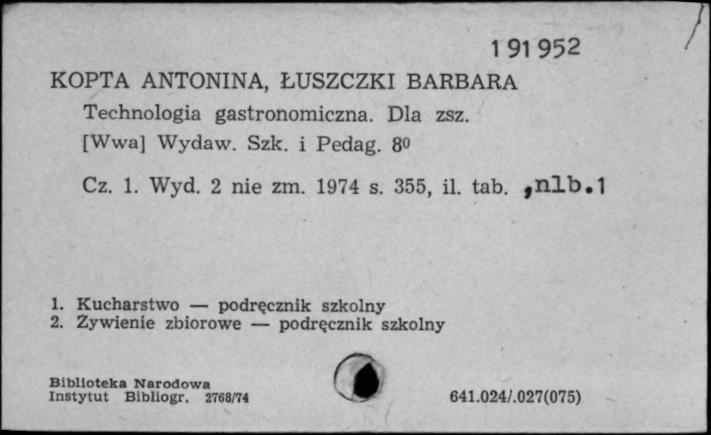 191952
KOPTA ANTONINA, ŁUSZCZKI BARBARA
Technologia gastronomiczna. Dla zsz.
[Wwa] Wydaw. Szk. i Pedag. 8⁰
Cz. 1. Wyd. 2 nie zm. 1974 s. 355, il. tab. ,nlb.1
1. Kucharstwo — podręcznik szkolny
2. Żywienie zbiorowe — podręcznik szkolny
Biblioteka Narodowa
Instytut Bibliogr. 2768/74
641.024/.027(075)